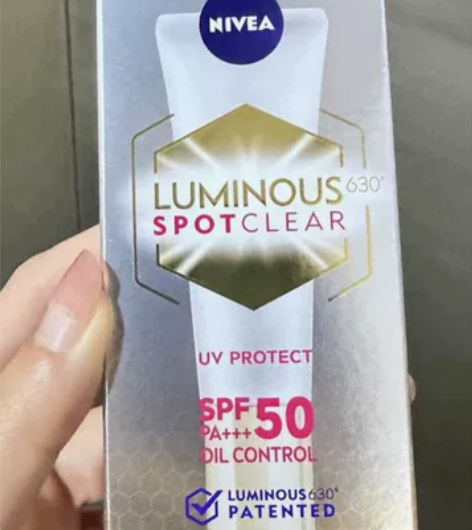 NIVEA
LUMINOUS630®
SPOTCLEAR
UV PROTECT
SPF 50
PA+++
OIL CONTROL
LUMINOUS630®
PATENTED